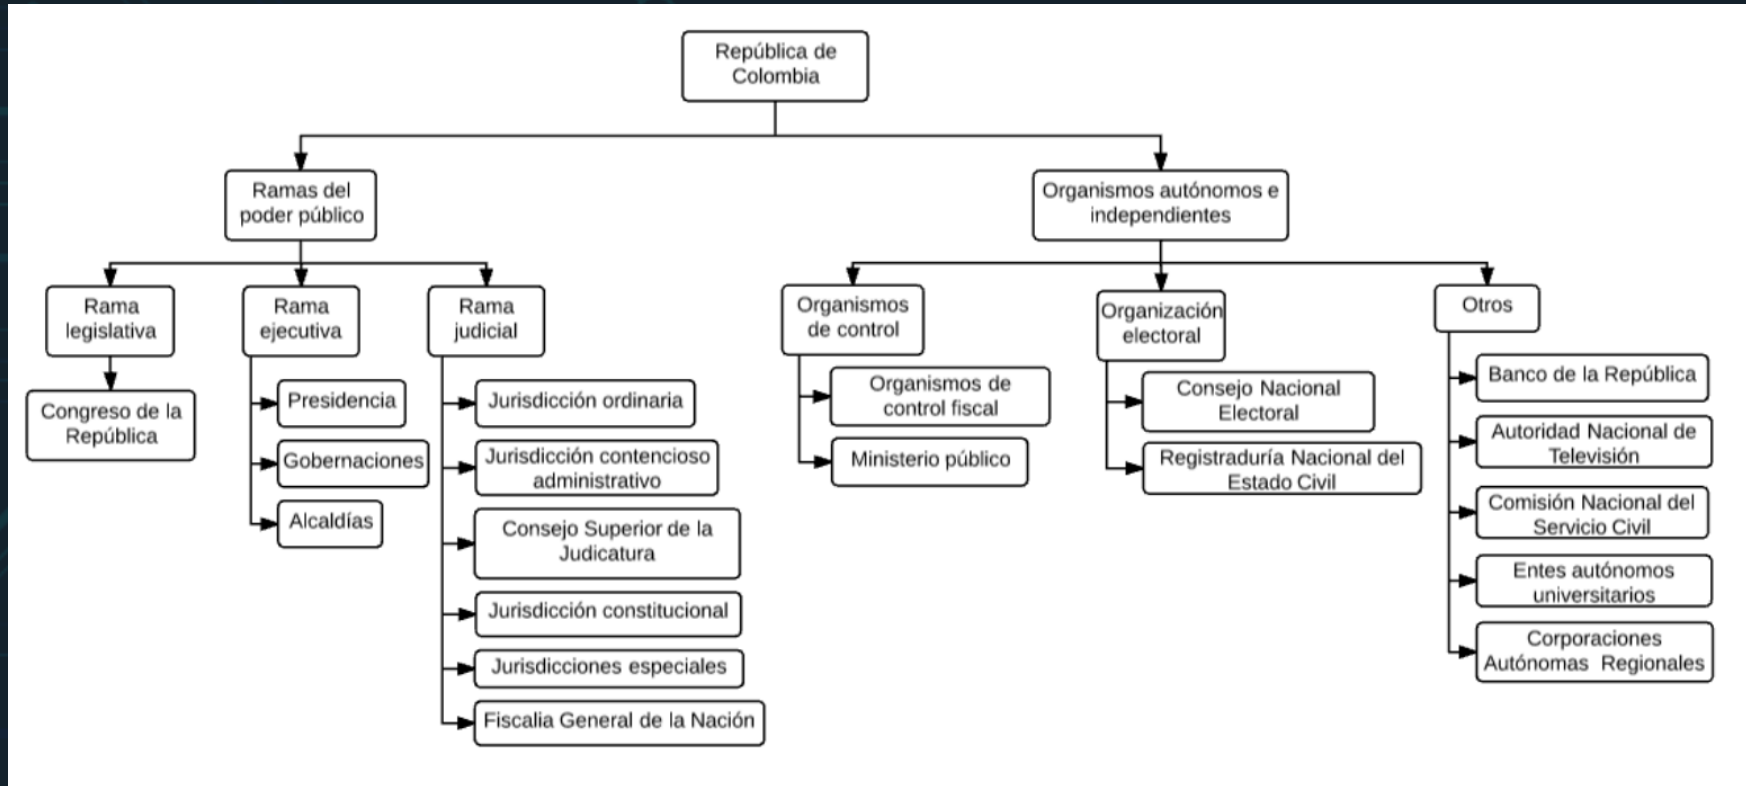 República de
Colombia
Ramas del
poder público
Organismos autónomos e
independientes
Rama
legislativa
Rama
ejecutiva
Rama
judicial
Organismos
de control
Organización
electoral
Otros
Congreso de la
República
Presidencia
Gobernaciones
Alcaldías
Jurisdicción ordinaria
Jurisdicción contencioso
administrativo
Consejo Superior de la
Judicatura
Jurisdicción constitucional
Jurisdicciones especiales
Fiscalia General de la Nación
Organismos de
control fiscal
Ministerio público
Consejo Nacional
Electoral
Registraduría Nacional del
Estado Civil
Banco de la República
Autoridad Nacional de
Televisión
Comisión Nacional del
Servicio Civil
Entes autónomos
universitarios
Corporaciones
Autónomas  Regionales